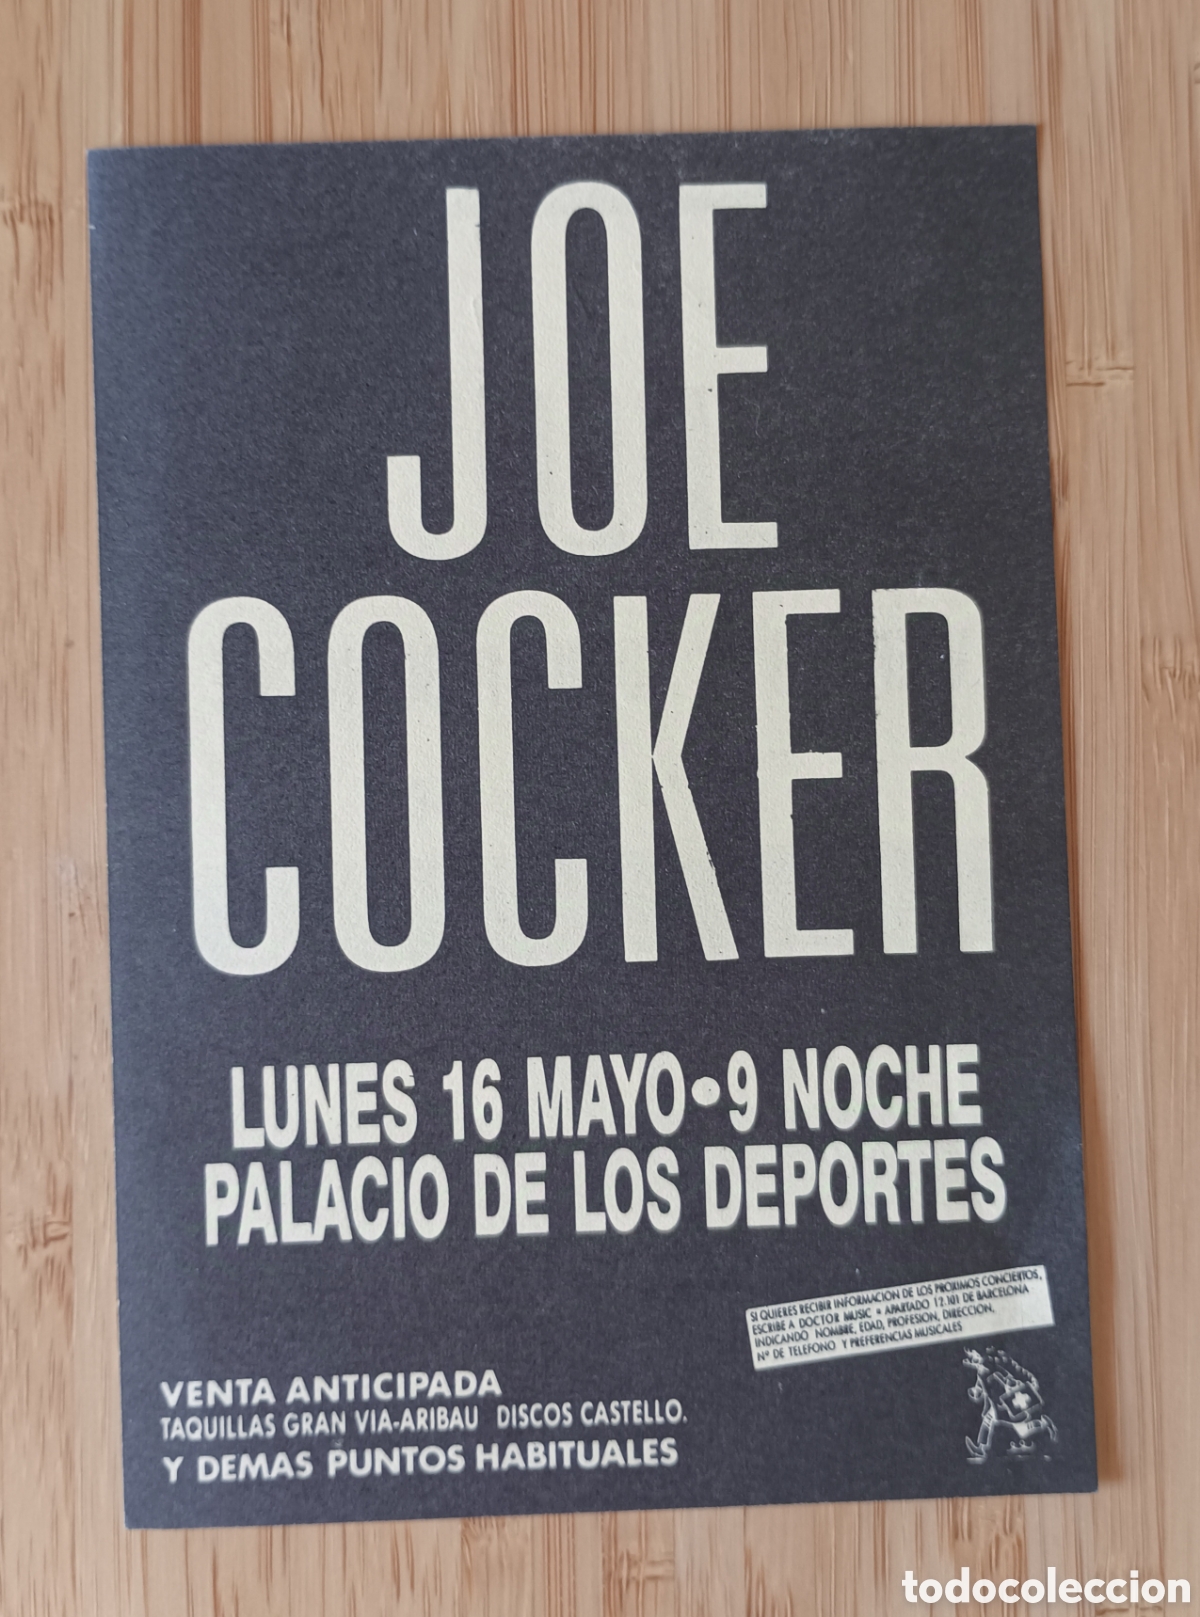 JOE
COCKER
LUNES 16 MAYO • 9 NOCHE
PALACIO DE LOS DEPORTES
SI QUIERES RECIBIR INFORMACION DE LOS PROXIMOS CONCIERTOS,
ESCRIBE A DOCTOR MUSIC • APARTADO 12.101 DE BARCELONA
INDICANDO NOMBRE, EDAD, PROFESION, DIRECCION,
Nº DE TELEFONO Y PREFERENCIAS MUSICALES
VENTA ANTICIPADA
TAQUILLAS GRAN VIA-ARIBAU DISCOS CASTELLO.
Y DEMAS PUNTOS HABITUALES
todocoleccion